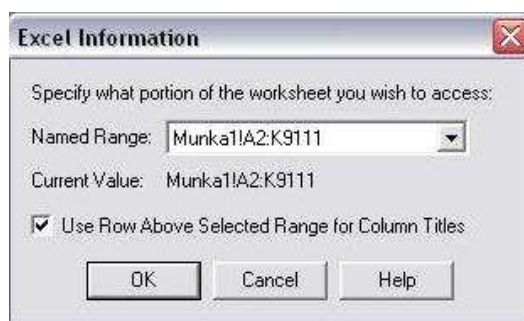 Excel Information
Specify what portion of the worksheet you wish to access:
Named Range: Munka1!A2:K9111
Current Value: Munka1!A2:K9111
Use Row Above Selected Range for Column Titles
OK Cancel Help